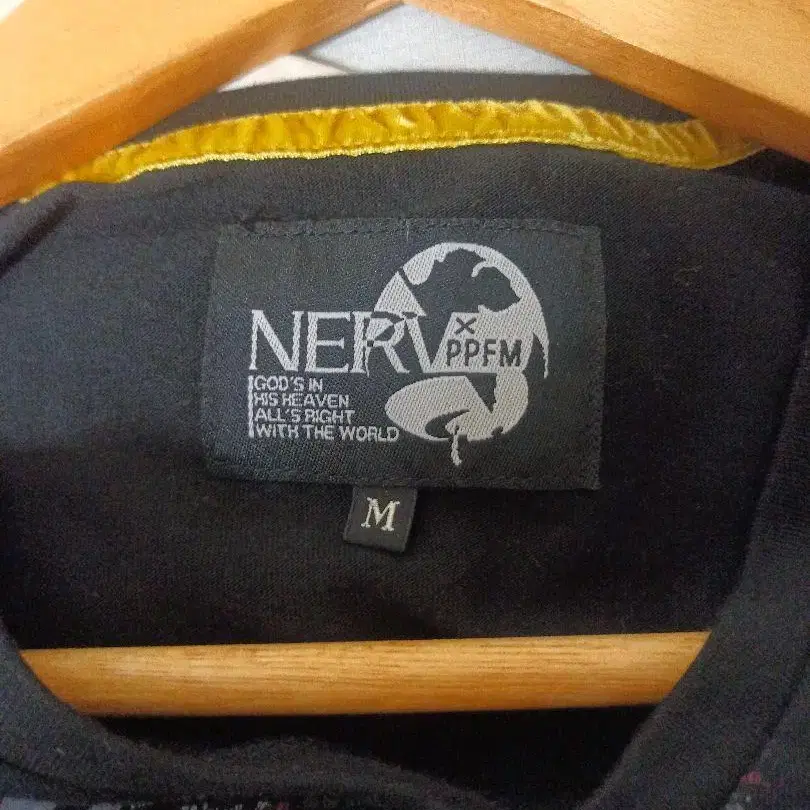 NERV
×
PPFM
GOD'S IN
HIS HEAVEN
ALL'S RIGHT
WITH THE WORLD
M